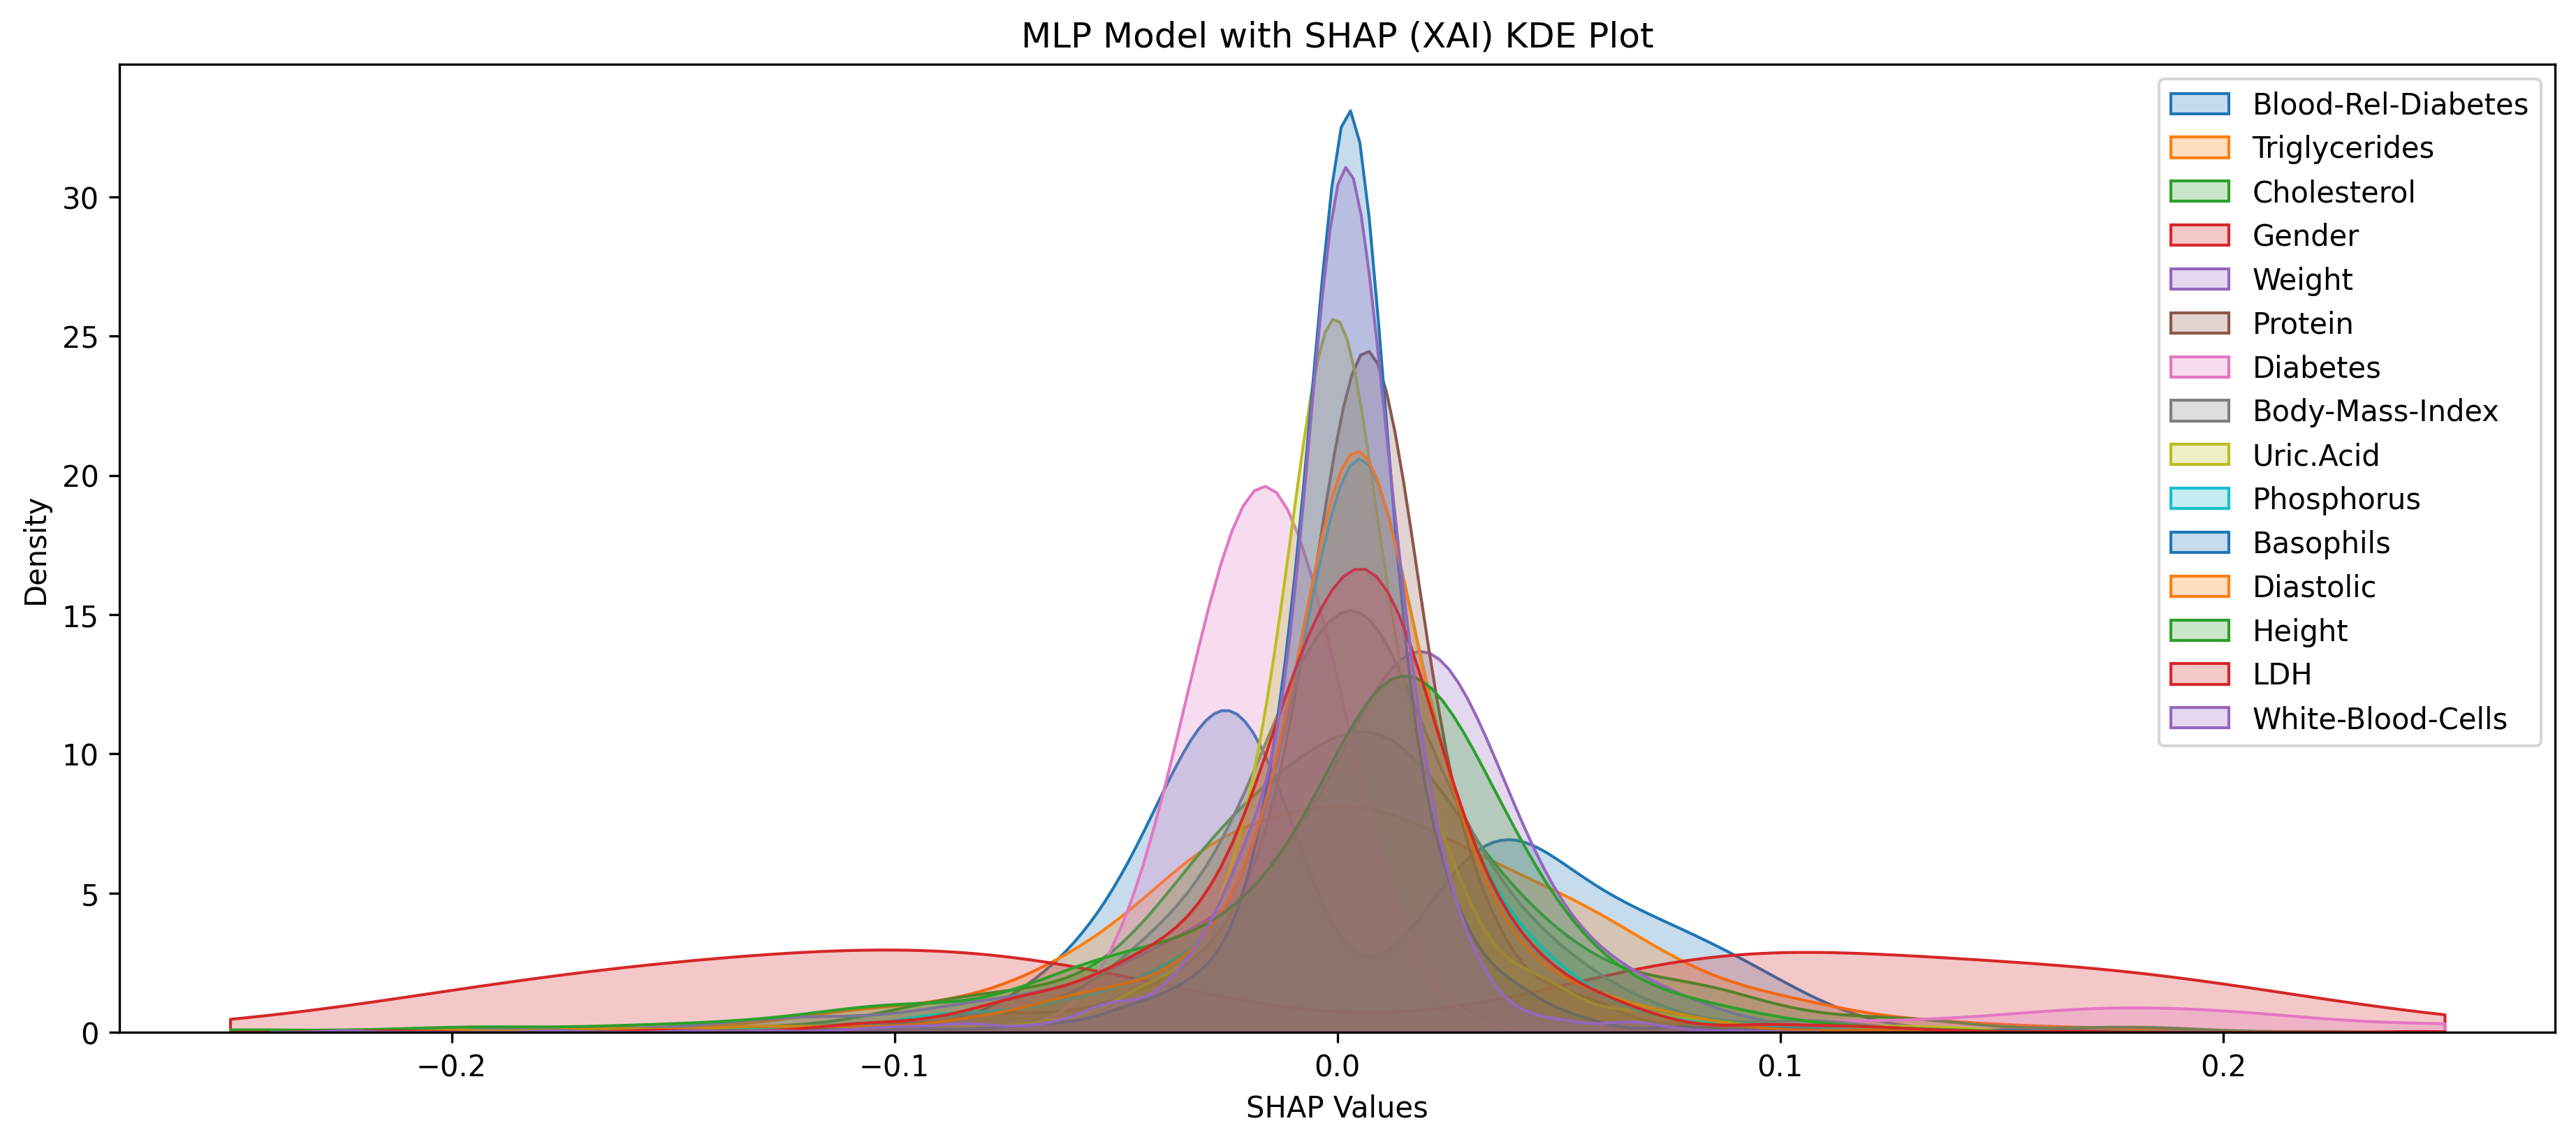 MLP Model with SHAP (XAI) KDE Plot
Blood-Rel-Diabetes
Triglycerides
Cholesterol
Gender
Weight
Protein
Diabetes
Body-Mass-Index
Uric.Acid
Phosphorus
Basophils
Diastolic
Height
LDH
White-Blood-Cells
Density
30
25
20
15
10
5
0
−0.2 −0.1 0.0 0.1 0.2
SHAP Values